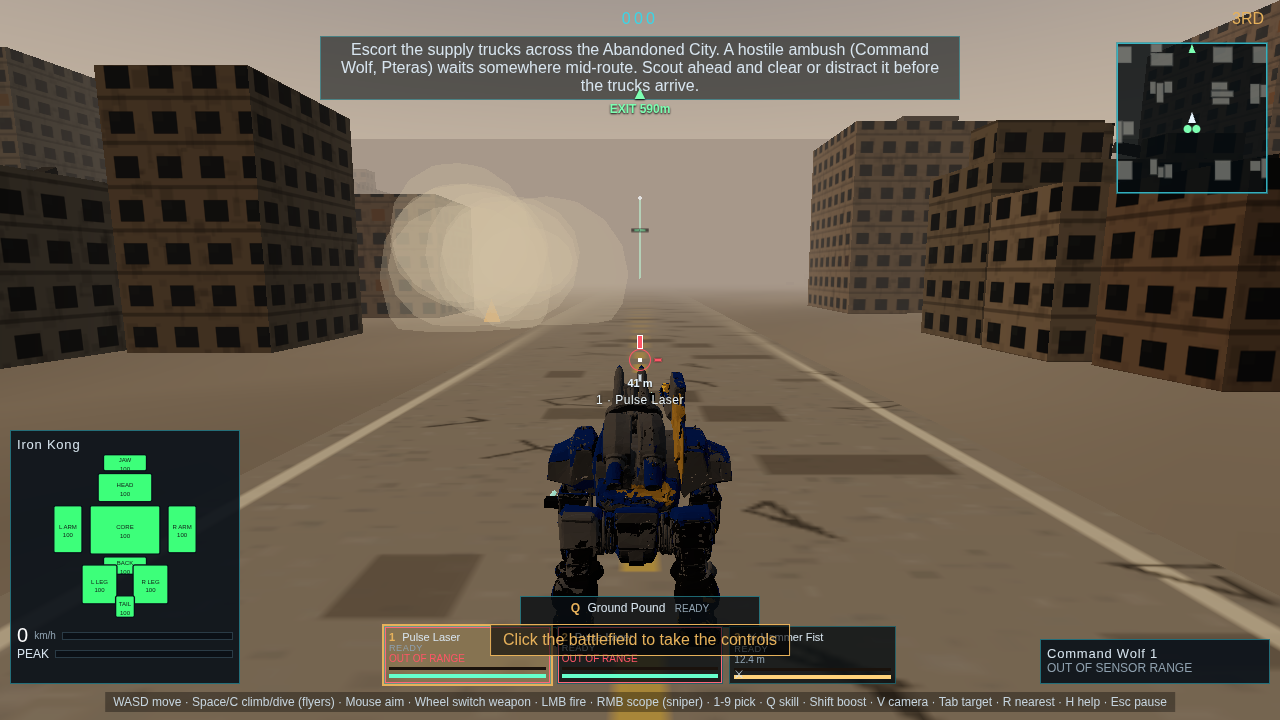 000
3RD
Escort the supply trucks across the Abandoned City. A hostile ambush (Command
Wolf, Pteras) waits somewhere mid-route. Scout ahead and clear or distract it before
the trucks arrive.
EXIT 590m
41 m
1 · Pulse Laser
Iron Kong
JAW
100
HEAD
100
L ARM
100
CORE
100
R ARM
100
BACK
100
L LEG
100
R LEG
100
TAIL
100
0 km/h
PEAK
Q Ground Pound READY
1 Pulse Laser
READY
OUT OF RANGE
Click the battlefield to take the controls
OUT OF RANGE
mmer Fist
READY
12.4 m
Command Wolf 1
OUT OF SENSOR RANGE
WASD move · Space/C climb/dive (flyers) · Mouse aim · Wheel switch weapon · LMB fire · RMB scope (sniper) · 1-9 pick · Q skill · Shift boost · V camera · Tab target · R nearest · H help · Esc pause